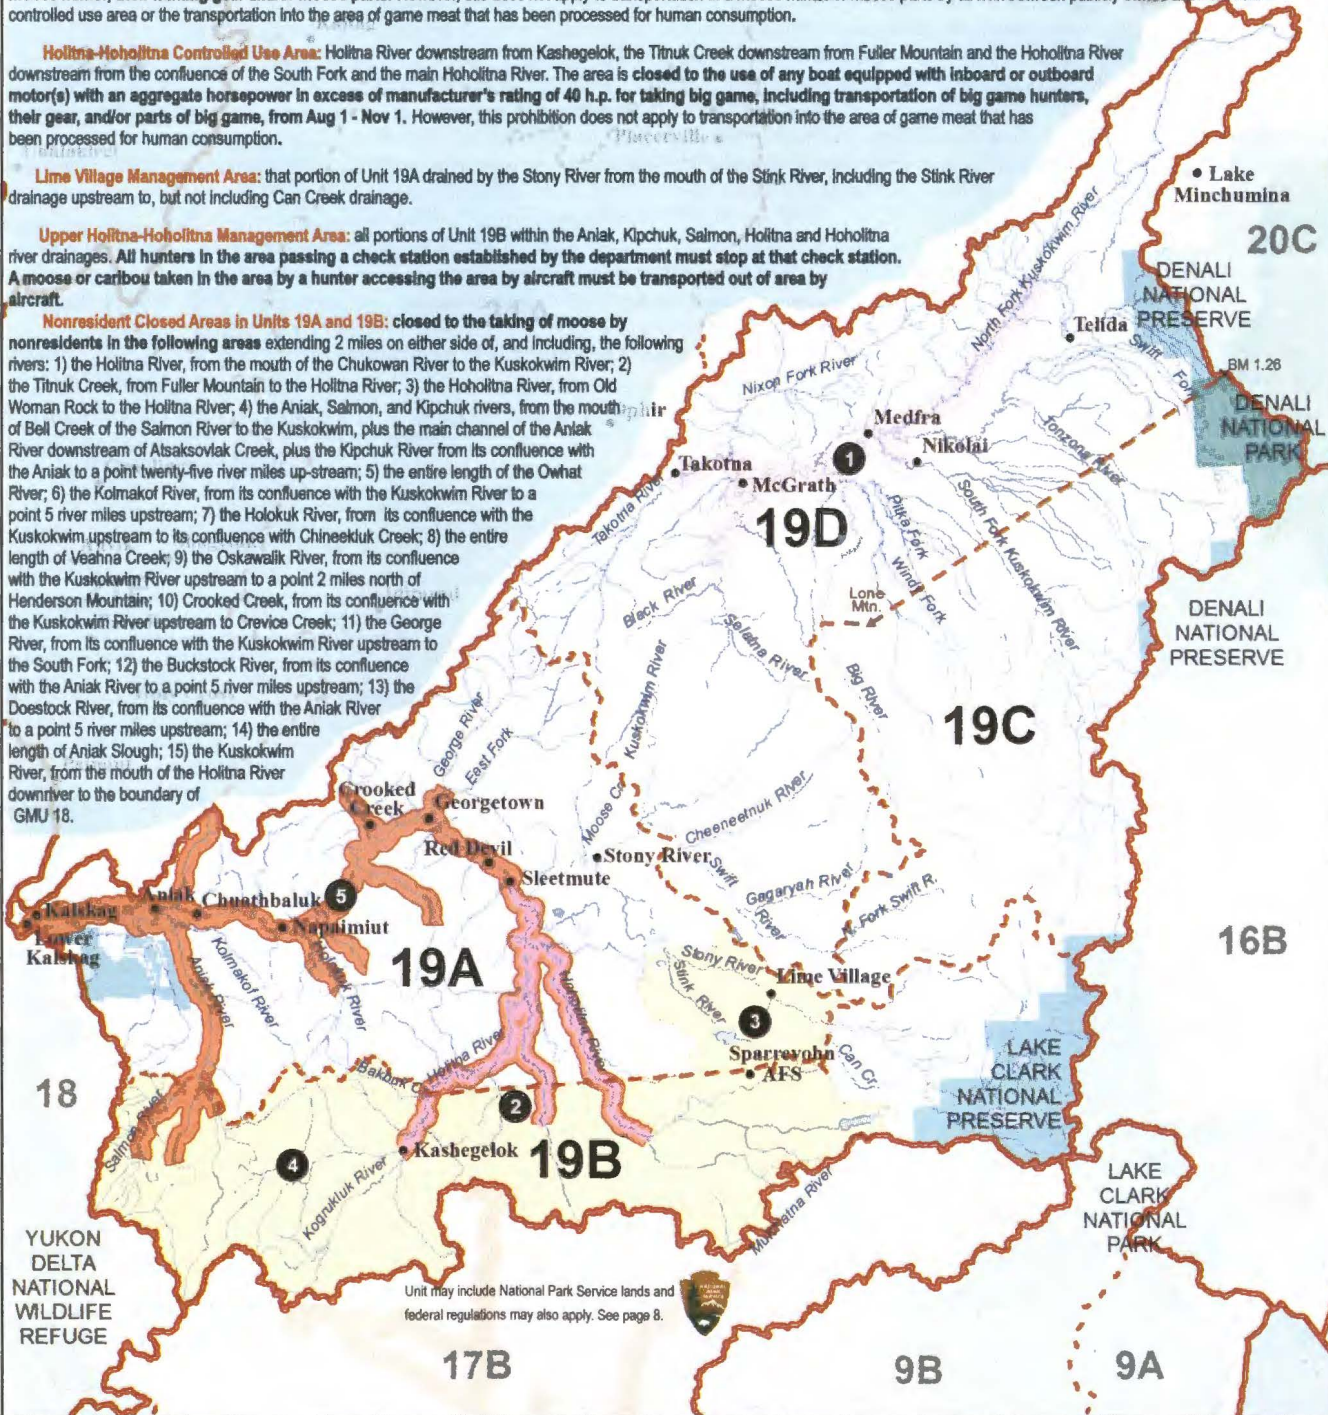 controlled use area or the transportation into the area of game meat that has been processed for human consumption.
Holitna-Hoholitna Controlled Use Area: Holitna River downstream from Kashegelok, the Titnuk Creek downstream from Fuller Mountain and the Hoholitna River
downstream from the confluence of the South Fork and the main Hoholitna River. The area is closed to the use of any boat equipped with inboard or outboard
motor(s) with an aggregate horsepower in excess of manufacturer's rating of 40 h.p. for taking big game, including transportation of big game hunters,
their gear, and/or parts of big game, from Aug 1 - Nov 1. However, this prohibition does not apply to transportation into the area of game meat that has
been processed for human consumption.
Lime Village Management Area: that portion of Unit 19A drained by the Stony River from the mouth of the Stink River, including the Stink River
drainage upstream to, but not including Can Creek drainage.
Upper Holitna-Hoholitna Management Area: all portions of Unit 19B within the Aniak, Kipchuk, Salmon, Holitna and Hoholitna
river drainages. All hunters in the area passing a check station established by the department must stop at that check station.
A moose or caribou taken in the area by a hunter accessing the area by aircraft must be transported out of area by
aircraft.
Nonresident Closed Areas in Units 19A and 19B: closed to the taking of moose by
nonresidents in the following areas extending 2 miles on either side of, and including, the following
rivers: 1) the Holitna River, from the mouth of the Chukowan River to the Kuskokwim River; 2)
the Titnuk Creek, from Fuller Mountain to the Holitna River; 3) the Hoholitna River, from Old
Woman Rock to the Holitna River; 4) the Aniak, Salmon, and Kipchuk rivers, from the mouth
of Bell Creek of the Salmon River to the Kuskokwim, plus the main channel of the Aniak
River downstream of Atsaksovlak Creek, plus the Kipchuk River from its confluence with
the Aniak to a point twenty-five river miles up-stream; 5) the entire length of the Owhat
River; 6) the Kolmakof River, from its confluence with the Kuskokwim River to a
point 5 river miles upstream; 7) the Holokuk River, from its confluence with the
Kuskokwim upstream to its confluence with Chineekluk Creek; 8) the entire
length of Veahna Creek; 9) the Oskawalik River, from its confluence
with the Kuskokwim River upstream to a point 2 miles north of
Henderson Mountain; 10) Crooked Creek, from its confluence with
the Kuskokwim River upstream to Crevice Creek; 11) the George
River, from its confluence with the Kuskokwim River upstream to
the South Fork; 12) the Buckstock River, from its confluence
with the Aniak River to a point 5 river miles upstream; 13) the
Doestock River, from its confluence with the Aniak River
to a point 5 river miles upstream; 14) the entire
length of Aniak Slough; 15) the Kuskokwim
River, from the mouth of the Holitna River
downriver to the boundary of
GMU 18.
Lake
Minchumina
20C
DENALI
NATIONAL
PRESERVE
North Fork Kuskokwim River
Telida
Swift Fork
BM 1.26
DENALI
NATIONAL
PARK
Nixon Fork River
Medfra
1
Nikolai
Tonzona River
Takotna
McGrath
19D
Takotna River
Pitka Fork
South Fork Kuskokwim River
Windy Fork
Lone
Mtn.
Black River
Selatna River
DENALI
NATIONAL
PRESERVE
Kuskokwim River
Big River
19C
George River
East Fork
Crooked
Creek
Georgetown
Moose Cr.
Cheeneetnuk River
Red Devil
Stony River
Sleetmute
Swift River
Gagaryah River
N. Fork Swift R.
5
Aniak
Chuathbaluk
Kalskag
Napaimiut
Lower
Kalskag
16B
19A
Stony River
Lime Village
Aniak River
Kolmakof River
Holokuk River
Hoholitna River
Stink River
3
Sparrevohn
AFS
Can Cr.
Holitna River
LAKE
CLARK
NATIONAL
PRESERVE
18
Bakbuk C.
2
Salmon River
Kashegelok
19B
4
Kogrukluk River
Mulchatna River
LAKE
CLARK
NATIONAL
PARK
YUKON
DELTA
NATIONAL
WILDLIFE
REFUGE
Unit may include National Park Service lands and
federal regulations may also apply. See page 8.
17B
9B
9A